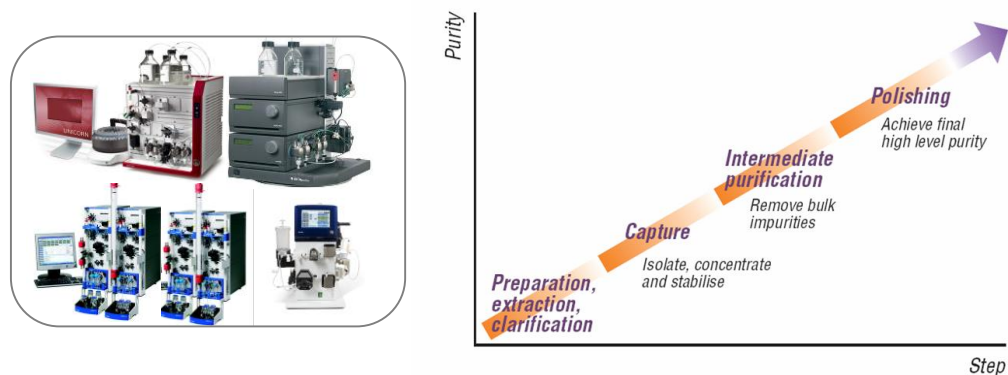 UNICORN
Purity
Polishing
Achieve final
high level purity
Intermediate
purification
Remove bulk
impurities
Capture
Isolate, concentrate
and stabilise
Preparation,
extraction,
clarification
Step